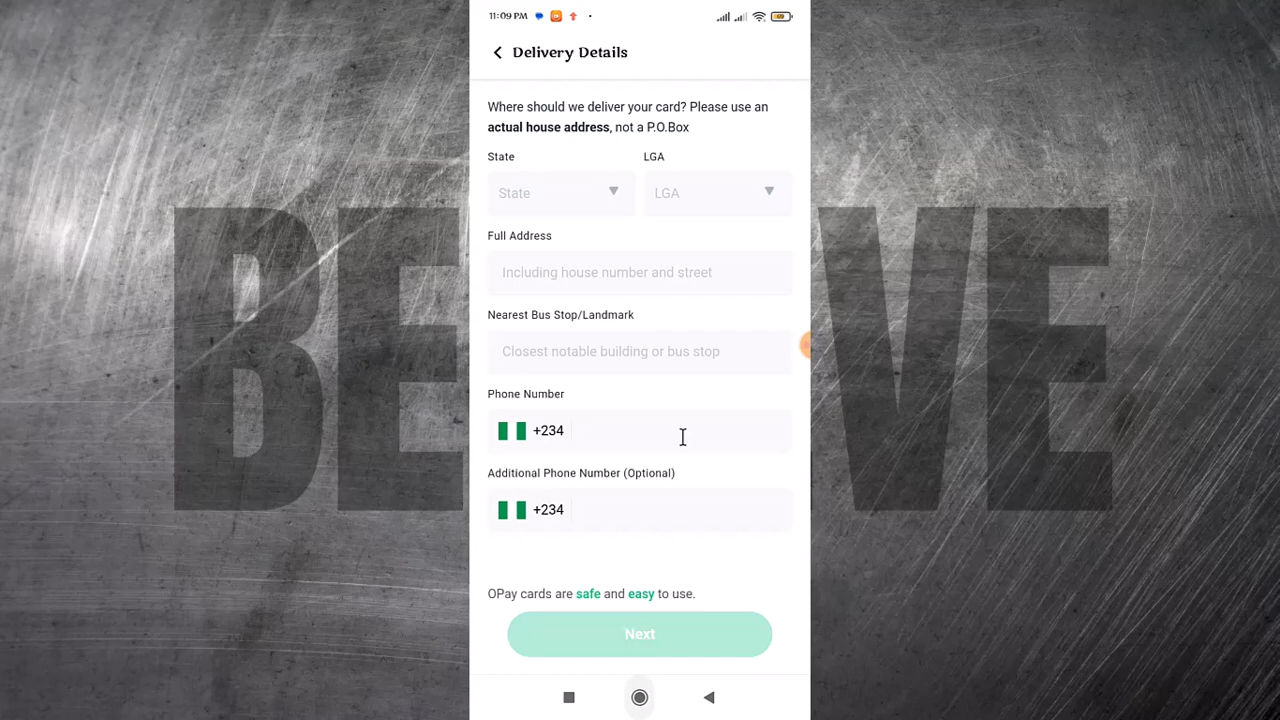 11:09 PM
Delivery Details
Where should we deliver your card? Please use an
actual house address, not a P.O.Box
State LGA
State LGA
Full Address
Including house number and street
Nearest Bus Stop/Landmark
Closest notable building or bus stop
Phone Number
+234
Additional Phone Number (Optional)
+234
OPay cards are safe and easy to use.
Next
BE VE